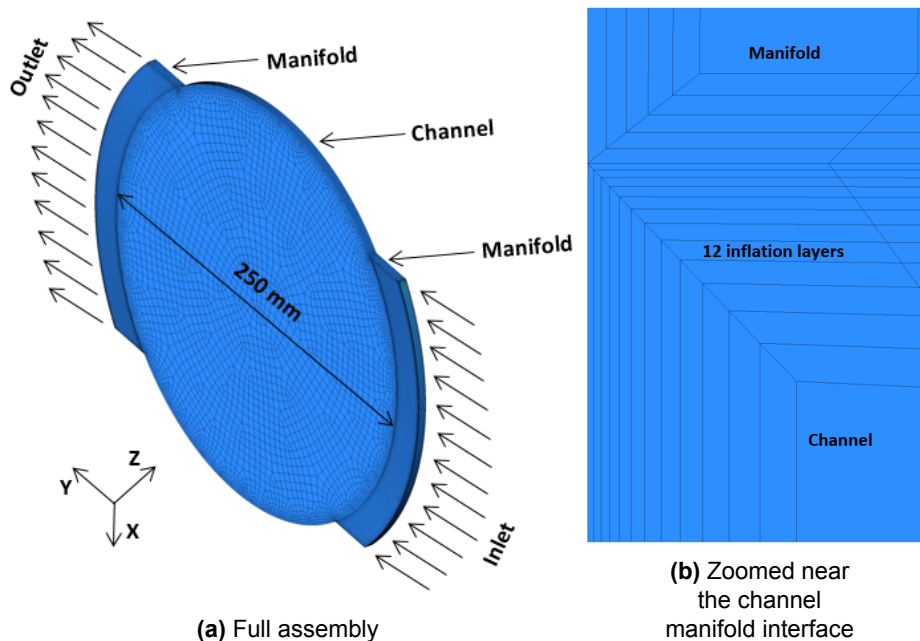 Outlet
Manifold
Channel
Manifold
250 mm
Z
Y
X
Inlet
(a) Full assembly
Manifold
12 inflation layers
Channel
(b) Zoomed near
the channel
manifold interface